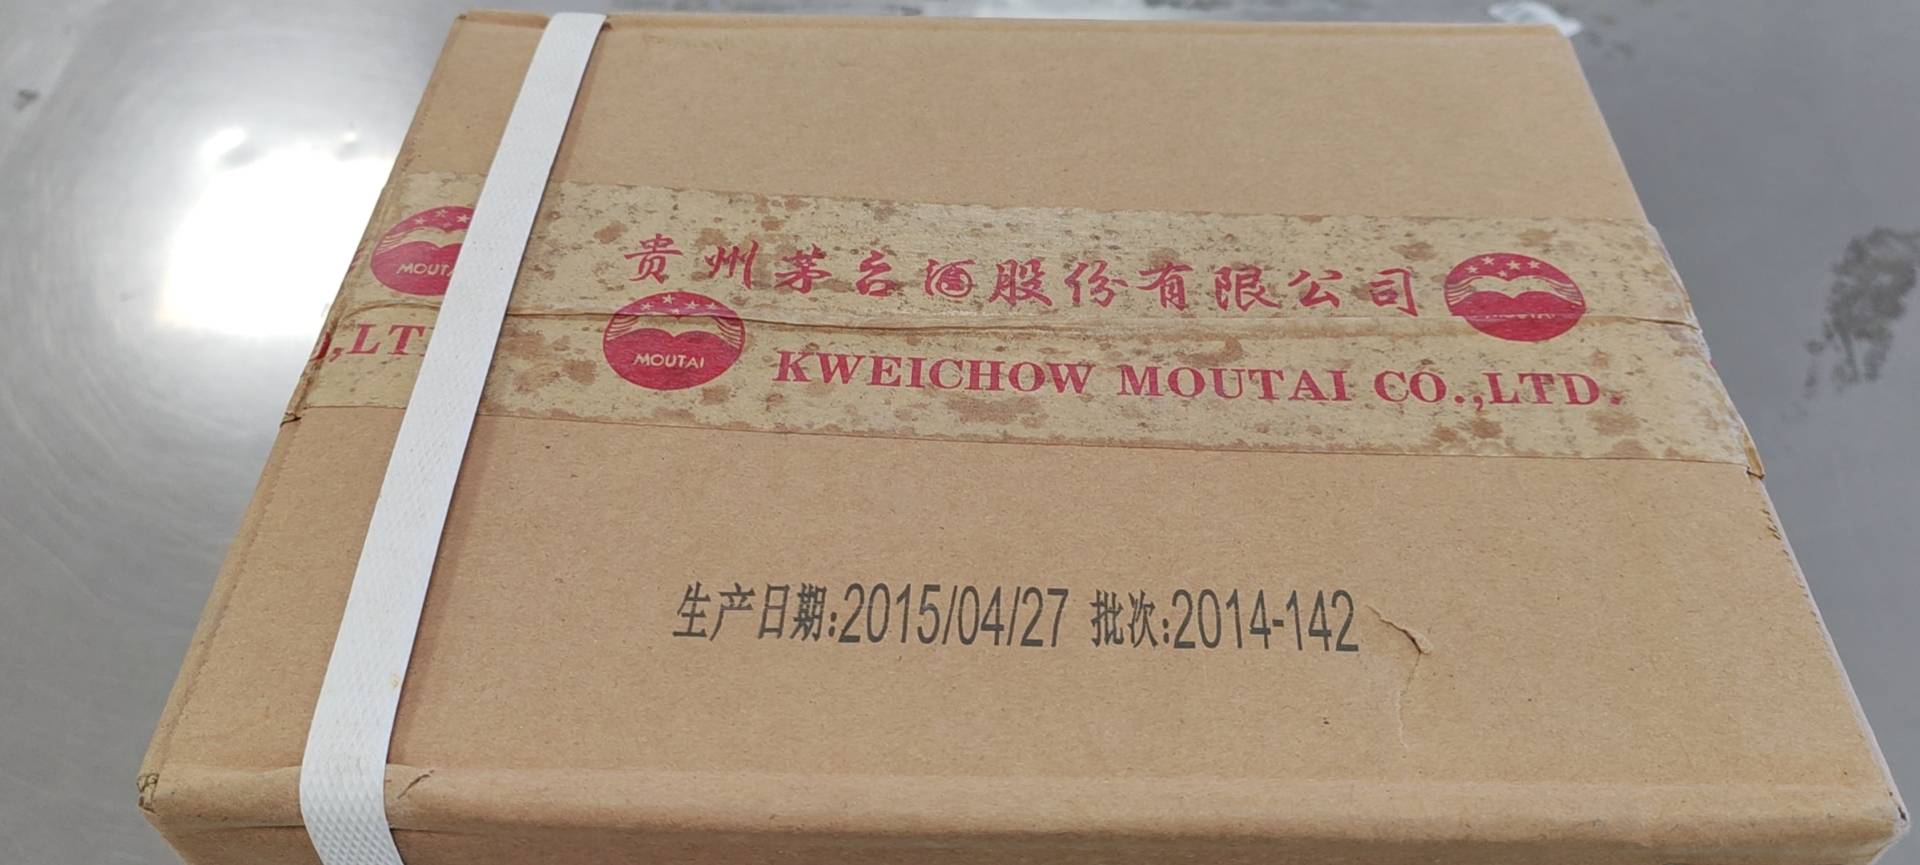 贵州茅台酒股份有限公司
MOUTAI
MOUTAI KWEICHOW MOUTAI CO.,LTD.
,LT
生产日期:2015/04/27 批次:2014-142